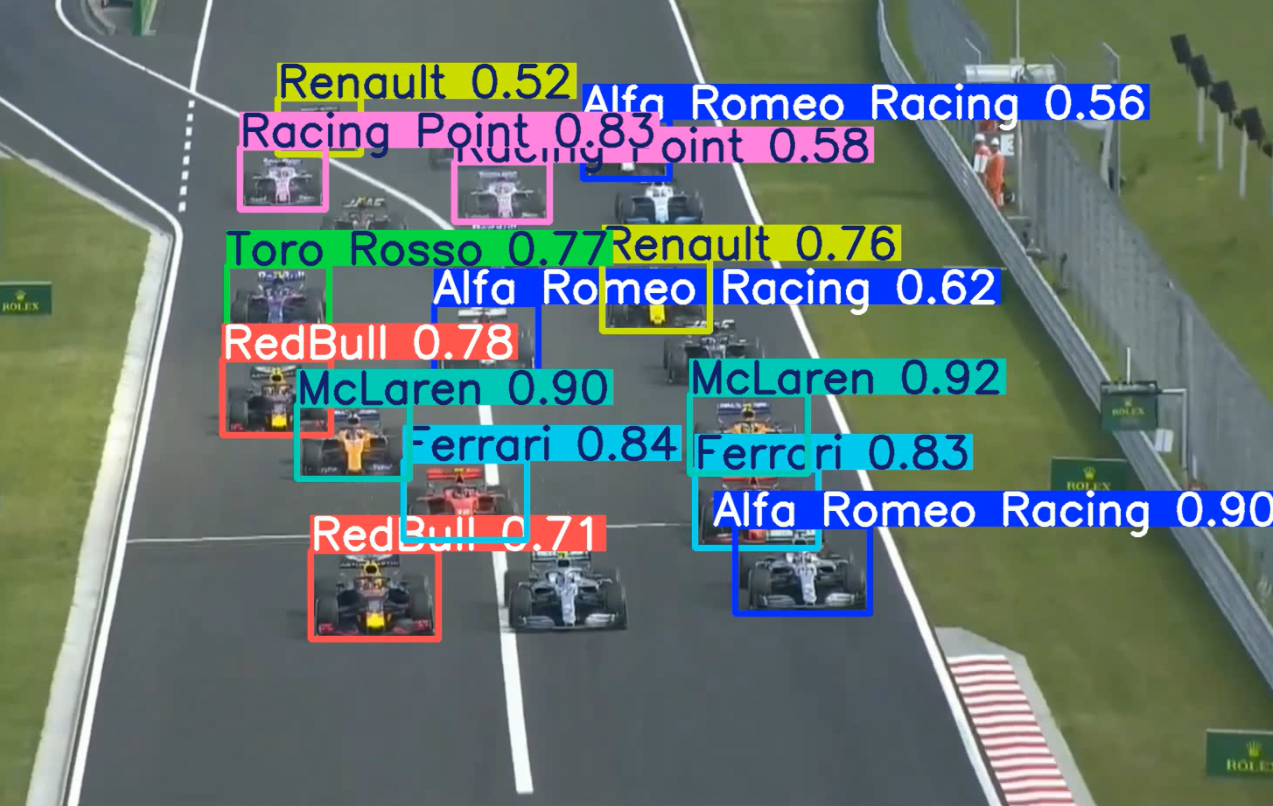 Renault 0.52
Alfa Romeo Racing 0.56
Racing Point 0.83
Racing Point 0.58
Toro Rosso 0.77
Renault 0.76
Alfa Romeo Racing 0.62
ROLEX
RedBull 0.78
McLaren 0.90
McLaren 0.92
ROLEX
Ferrari 0.84
Ferrari 0.83
ROLEX
Alfa Romeo Racing 0.90
RedBull 0.71
ROLEX